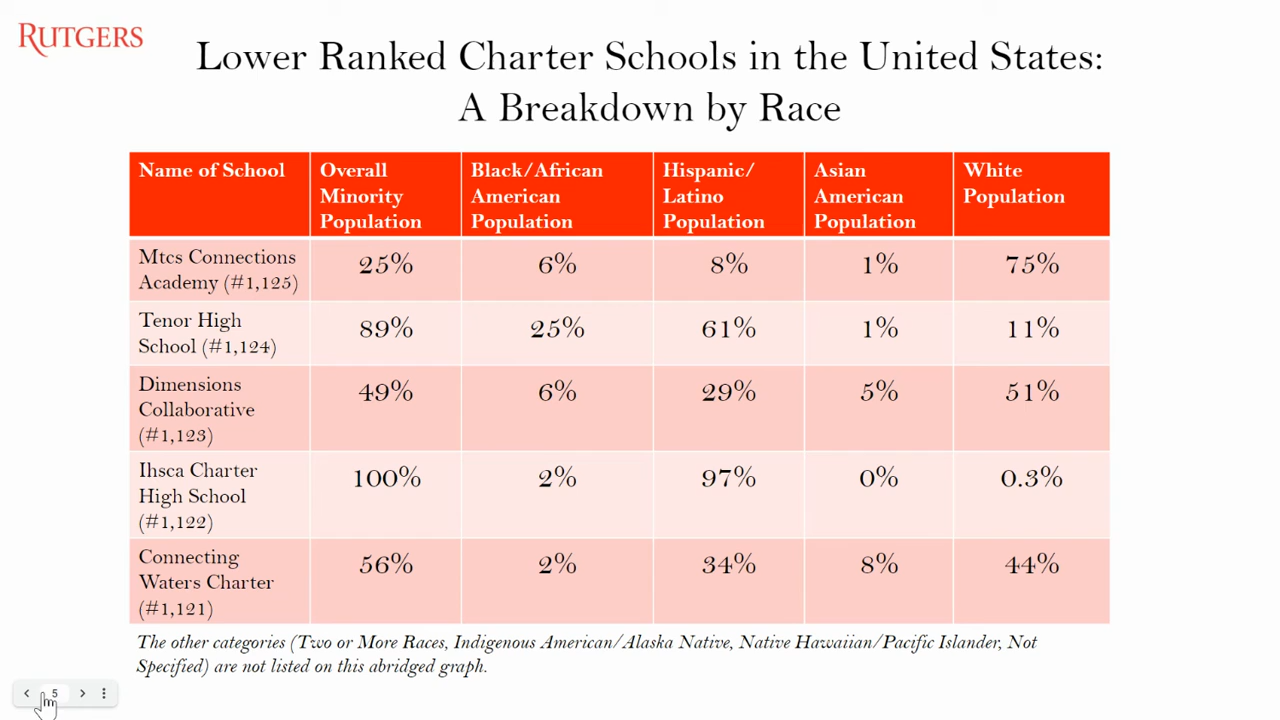 RUTGERS
Lower Ranked Charter Schools in the United States:
A Breakdown by Race
Name of School
Overall
Minority
Population
Black/African
American
Population
Hispanic/
Latino
Population
Asian
American
Population
White
Population
Mtcs Connections
Academy (#1,125)
25%
6%
8%
1%
75%
Tenor High
School (#1,124)
89%
25%
61%
1%
11%
Dimensions
Collaborative
(#1,123)
49%
6%
29%
5%
51%
Ihsca Charter
High School
(#1,122)
100%
2%
97%
0%
0.3%
Connecting
Waters Charter
(#1,121)
56%
2%
34%
8%
44%
The other categories (Two or More Races, Indigenous American/Alaska Native, Native Hawaiian/Pacific Islander, Not
Specified) are not listed on this abridged graph.
5